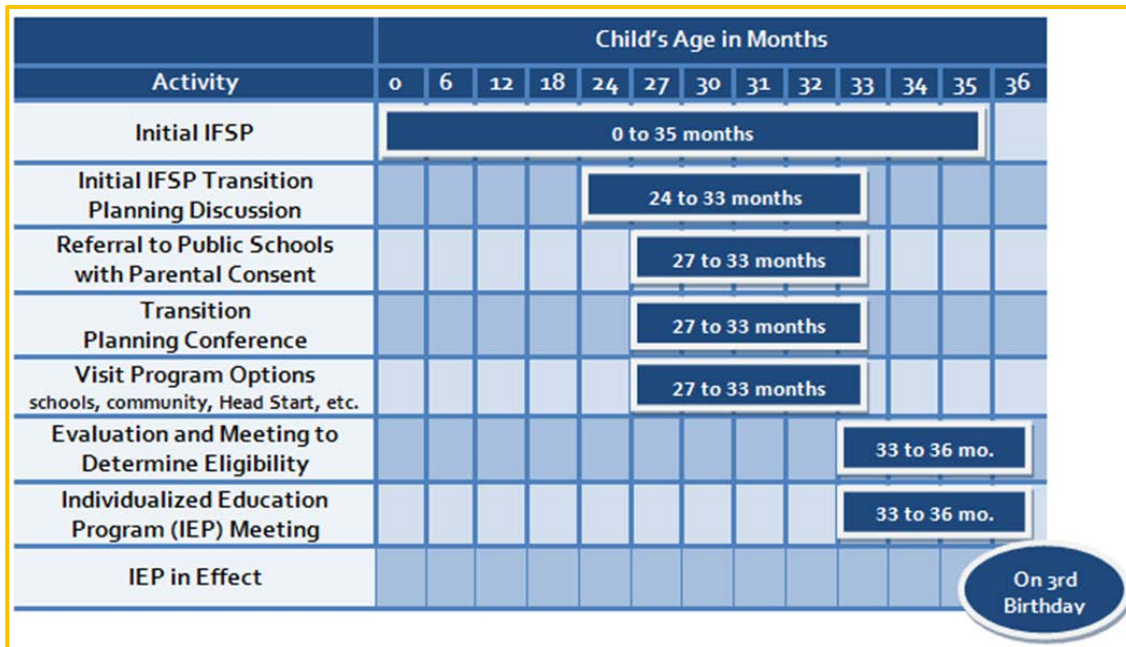 Child's Age in Months
Activity 0 6 12 18 24 27 30 31 32 33 34 35 36
Initial IFSP
0 to 35 months
Initial IFSP Transition
Planning Discussion
24 to 33 months
Referral to Public Schools
with Parental Consent
27 to 33 months
Transition
Planning Conference
27 to 33 months
Visit Program Options
schools, community, Head Start, etc.
27 to 33 months
Evaluation and Meeting to
Determine Eligibility
33 to 36 mo.
Individualized Education
Program (IEP) Meeting
33 to 36 mo.
IEP in Effect
On 3rd
Birthday